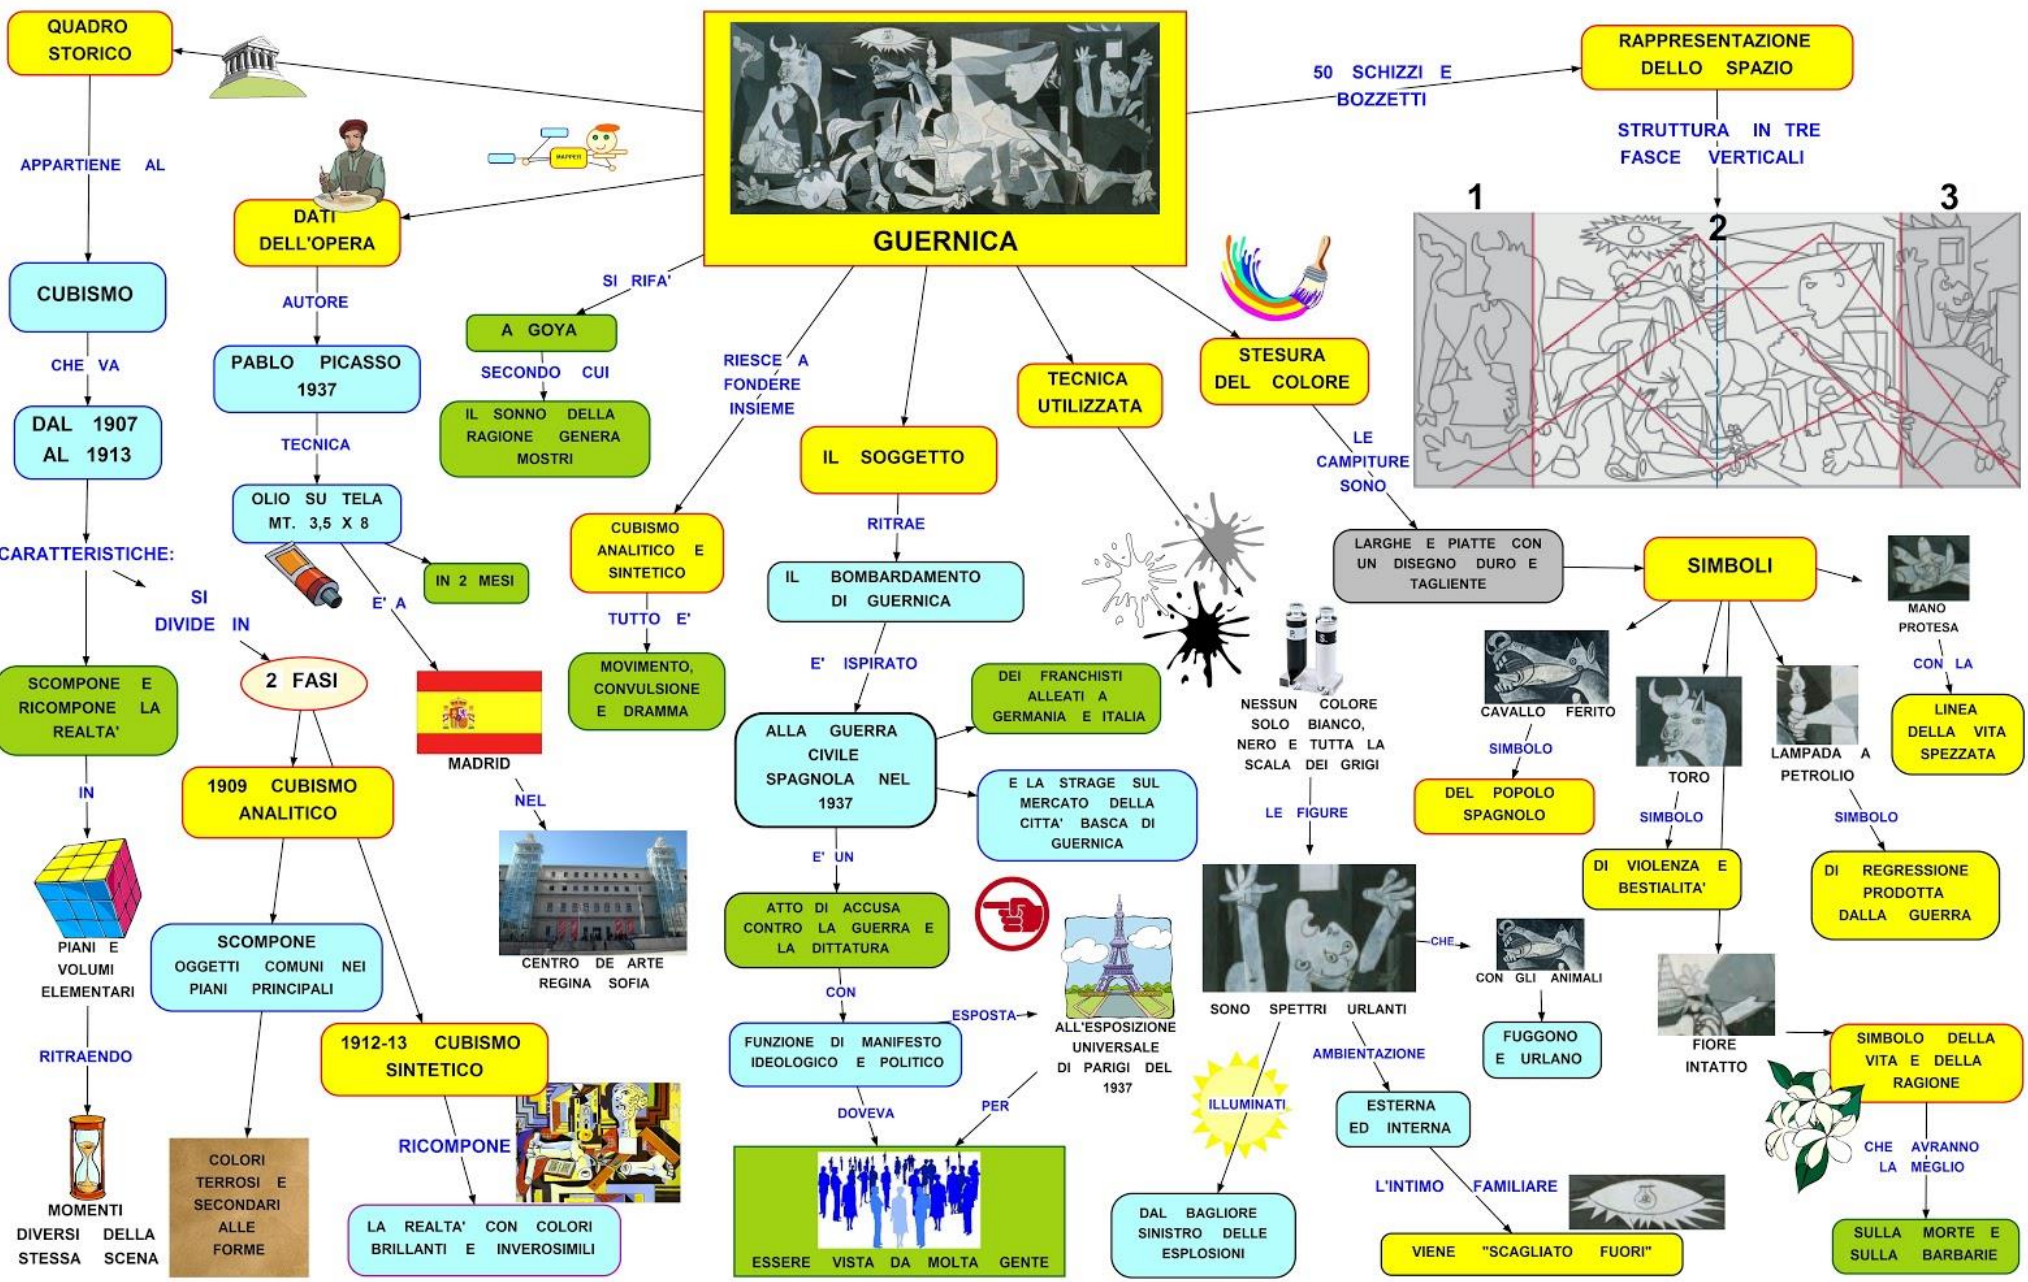 QUADRO
STORICO
APPARTIENE AL
CUBISMO
CHE VA
DAL 1907
AL 1913
CARATTERISTICHE:
SCOMPONE E
RICOMPONE LA
REALTA'
IN
PIANI E
VOLUMI
ELEMENTARI
RITRAENDO
MOMENTI
DIVERSI DELLA
STESSA SCENA
SI
DIVIDE IN
2 FASI
1909 CUBISMO
ANALITICO
SCOMPONE
OGGETTI COMUNI NEI
PIANI PRINCIPALI
COLORI
TERROSI E
SECONDARI
ALLE
FORME
1912-13 CUBISMO
SINTETICO
RICOMPONE
LA REALTA' CON COLORI
BRILLANTI E INVEROSIMILI
MAPPER
DATI
DELL'OPERA
AUTORE
PABLO PICASSO
1937
TECNICA
OLIO SU TELA
MT. 3,5 X 8
IN 2 MESI
E' A
MADRID
NEL
CENTRO DE ARTE
REGINA SOFIA
GUERNICA
SI RIFA'
A GOYA
SECONDO CUI
IL SONNO DELLA
RAGIONE GENERA
MOSTRI
RIESCE A
FONDERE
INSIEME
CUBISMO
ANALITICO E
SINTETICO
TUTTO E'
MOVIMENTO,
CONVULSIONE
E DRAMMA
IL SOGGETTO
RITRAE
IL BOMBARDAMENTO
DI GUERNICA
E' ISPIRATO
ALLA GUERRA
CIVILE
SPAGNOLA NEL
1937
DEI FRANCHISTI
ALLEATI A
GERMANIA E ITALIA
E LA STRAGE SUL
MERCATO DELLA
CITTA' BASCA DI
GUERNICA
E' UN
ATTO DI ACCUSA
CONTRO LA GUERRA E
LA DITTATURA
CON
FUNZIONE DI MANIFESTO
IDEOLOGICO E POLITICO
ESPOSTA
ALL'ESPOSIZIONE
UNIVERSALE
DI PARIGI DEL
1937
DOVEVA
PER
ESSERE VISTA DA MOLTA GENTE
TECNICA
UTILIZZATA
P.
S.
NESSUN COLORE
SOLO BIANCO,
NERO E TUTTA LA
SCALA DEI GRIGI
LE FIGURE
SONO SPETTRI URLANTI
CHE
CON GLI ANIMALI
FUGGONO
E URLANO
ILLUMINATI
DAL BAGLIORE
SINISTRO DELLE
ESPLOSIONI
AMBIENTAZIONE
ESTERNA
ED INTERNA
L'INTIMO FAMILIARE
VIENE "SCAGLIATO FUORI"
STESURA
DEL COLORE
LE
CAMPITURE
SONO
LARGHE E PIATTE CON
UN DISEGNO DURO E
TAGLIENTE
50 SCHIZZI E
BOZZETTI
RAPPRESENTAZIONE
DELLO SPAZIO
STRUTTURA IN TRE
FASCE VERTICALI
1
2
3
SIMBOLI
CAVALLO FERITO
SIMBOLO
DEL POPOLO
SPAGNOLO
TORO
SIMBOLO
DI VIOLENZA E
BESTIALITA'
LAMPADA A
PETROLIO
SIMBOLO
DI REGRESSIONE
PRODOTTA
DALLA GUERRA
MANO
PROTESA
CON LA
LINEA
DELLA VITA
SPEZZATA
FIORE
INTATTO
SIMBOLO DELLA
VITA E DELLA
RAGIONE
CHE AVRANNO
LA MEGLIO
SULLA MORTE E
SULLA BARBARIE